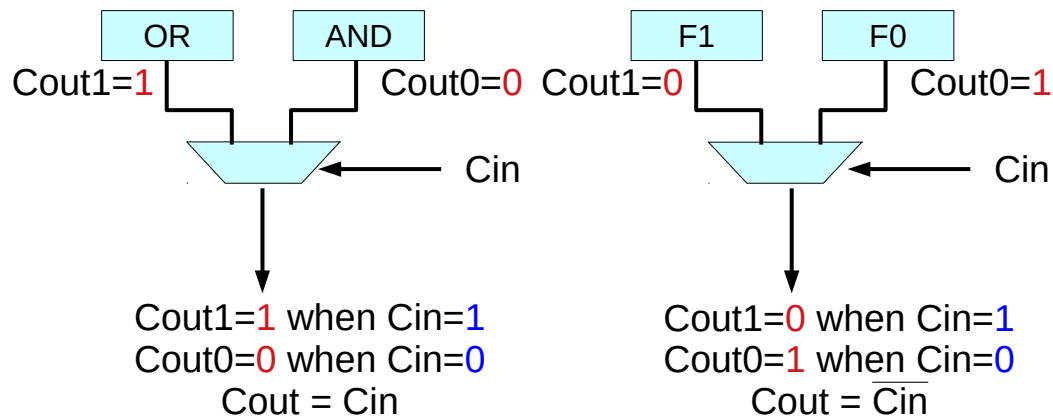 OR
AND
Cout1=1
Cout0=0
Cin
Cout1=1 when Cin=1
Cout0=0 when Cin=0
Cout = Cin
F1
F0
Cout1=0
Cout0=1
Cin
Cout1=0 when Cin=1
Cout0=1 when Cin=0
Cout = C̅i̅n̅